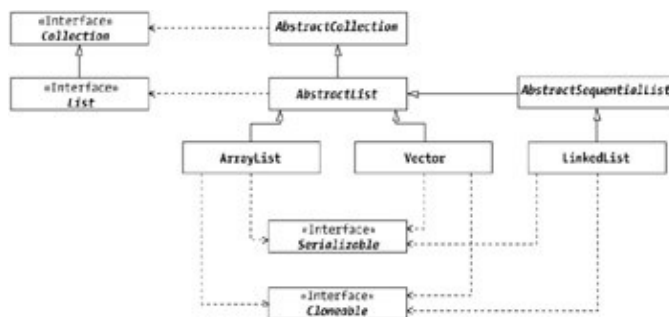 «Interface»
Collection
AbstractCollection
«Interface»
List
AbstractList
AbstractSequentialList
ArrayList
Vector
LinkedList
«Interface»
Serializable
«Interface»
Cloneable